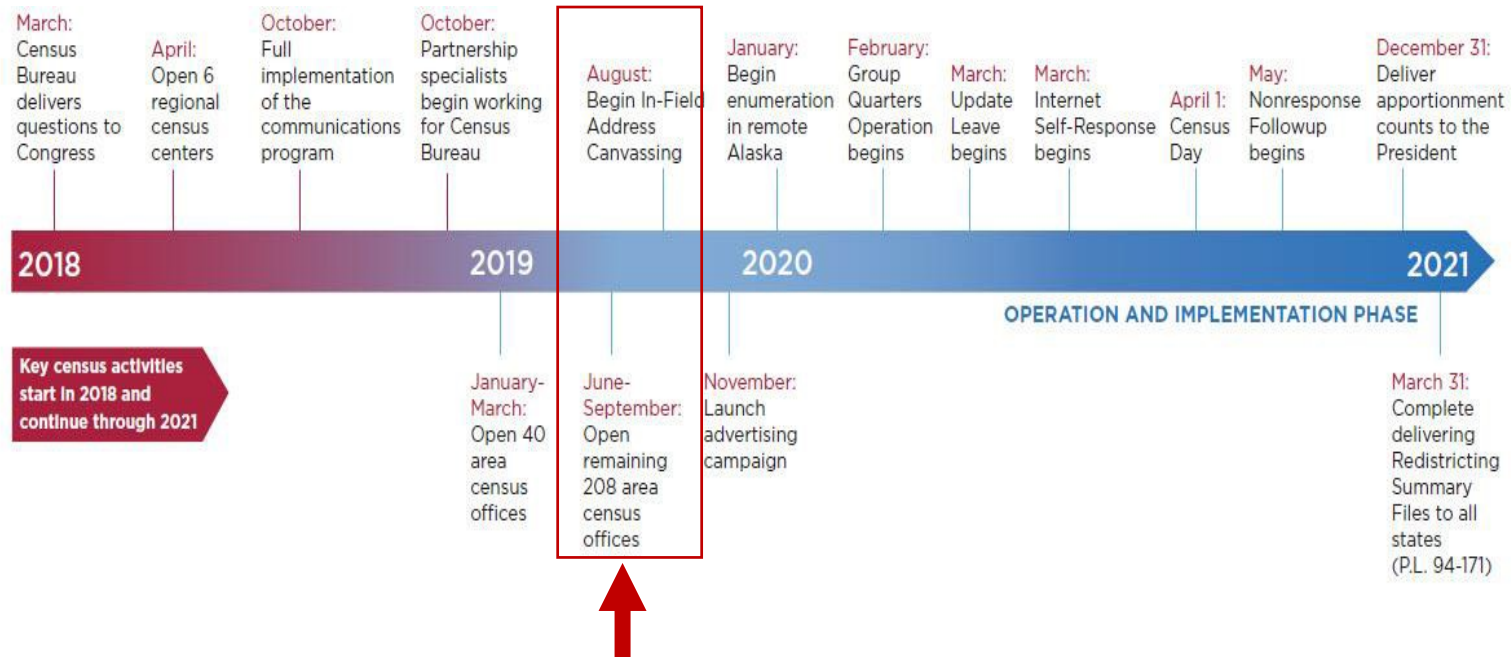 March:
Census
Bureau
delivers
questions to
Congress
April:
Open 6
regional
census
centers
October:
Full
implementation
of the
communications
program
October:
Partnership
specialists
begin working
for Census
Bureau
August:
Begin In-Field
Address
Canvassing
January:
Begin
enumeration
in remote
Alaska
February:
Group
Quarters
Operation
begins
March:
Update
Leave
begins
March:
Internet
Self-Response
begins
April 1:
Census
Day
May:
Nonresponse
Followup
begins
December 31:
Deliver
apportionment
counts to the
President
2018
2019
2020
2021
OPERATION AND IMPLEMENTATION PHASE
Key census activities
start in 2018 and
continue through 2021
January-
March:
Open 40
area
census
offices
June-
September:
Open
remaining
208 area
census
offices
November:
Launch
advertising
campaign
March 31:
Complete
delivering
Redistricting
Summary
Files to all
states
(P.L. 94-171)